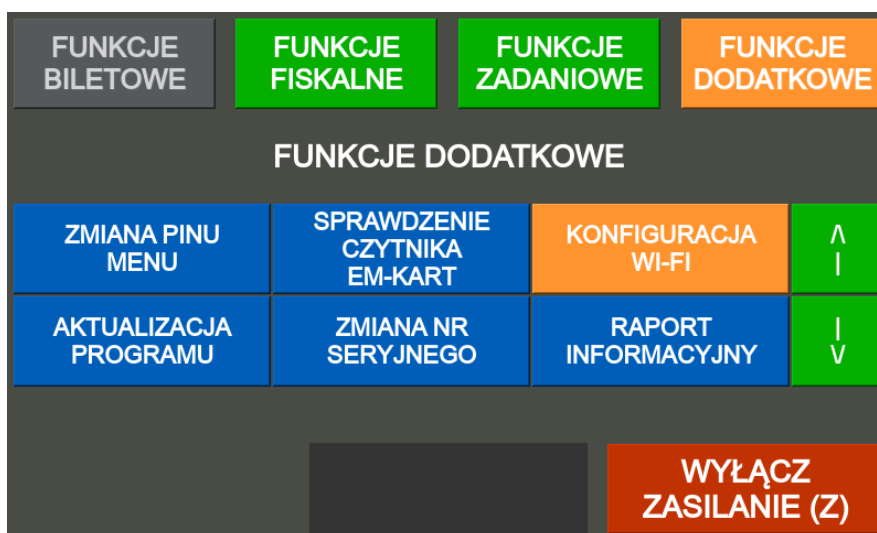 FUNKCJE
BILETOWE
FUNKCJE
FISKALNE
FUNKCJE
ZADANIOWE
FUNKCJE
DODATKOWE
FUNKCJE DODATKOWE
ZMIANA PINU
MENU
SPRAWDZENIE
CZYTNIKA
EM-KART
KONFIGURACJA
WI-FI
/\
|
AKTUALIZACJA
PROGRAMU
ZMIANA NR
SERYJNEGO
RAPORT
INFORMACYJNY
|
\/
WYŁĄCZ
ZASILANIE (Z)